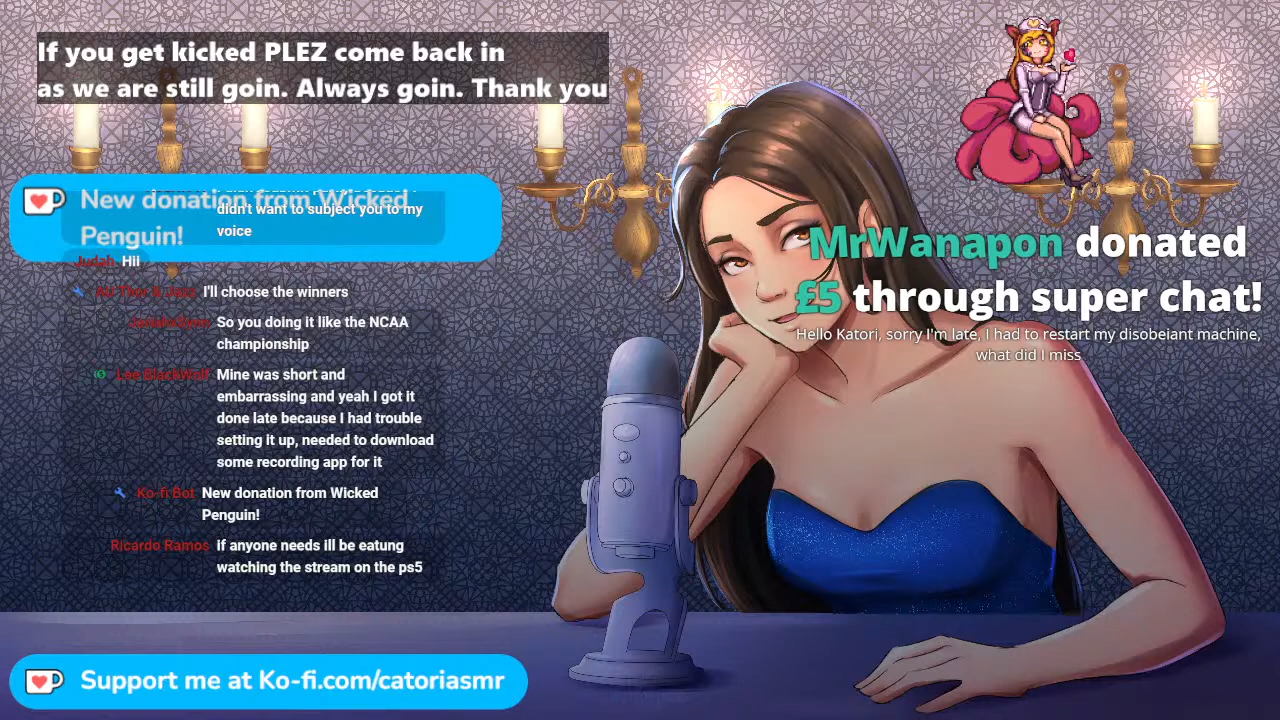 If you get kicked PLEZ come back in
as we are still goin. Always goin. Thank you
New donation from Wicked
Penguin!
didn't want to subject you to my
voice
Judah Hii
I'll choose the winners
So you doing it like the NCAA
championship
Lee BlackWolf Mine was short and
embarrassing and yeah I got it
done late because I had trouble
setting it up, needed to download
some recording app for it
Ko-fi Bot New donation from Wicked
Penguin!
Ricardo Ramos if anyone needs ill be eatung
watching the stream on the ps5
Support me at Ko-fi.com/catoriasmr
MrWanapon donated
£5 through super chat!
Hello Katori, sorry I'm late, I had to restart my disobeiant machine,
what did I miss